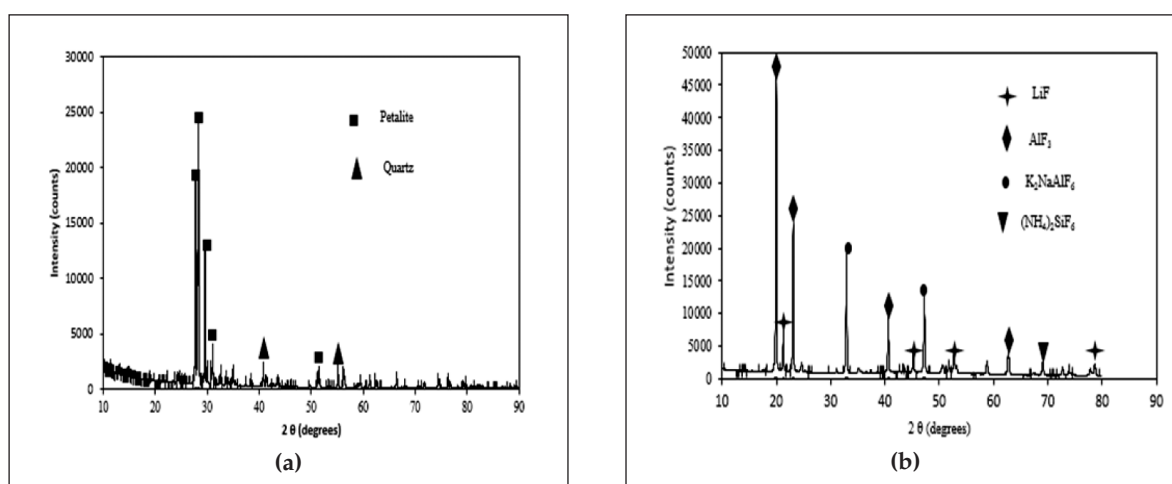 30000
25000
20000
15000
10000
5000
0
Intensity (counts)
Petalite
Quartz
10 20 30 40 50 60 70 80 90
2 θ (degrees)
(a)
50000
45000
40000
35000
30000
25000
20000
15000
10000
5000
0
Intensity (counts)
LiF
AlF₃
K₂NaAlF₆
(NH₄)₂SiF₆
10 20 30 40 50 60 70 80 90
2 θ (degrees)
(b)